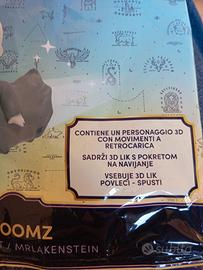 CONTIENE UN PERSONAGGIO 3D
CON MOVIMENTI A
RETROCARICA
SADRŽI 3D LIK S POKRETOM
NA NAVIJANJE
VSEBUJE 3D LIK
POVLECI - SPUSTI
OOMZ
/ MRLAKENSTEIN
subito